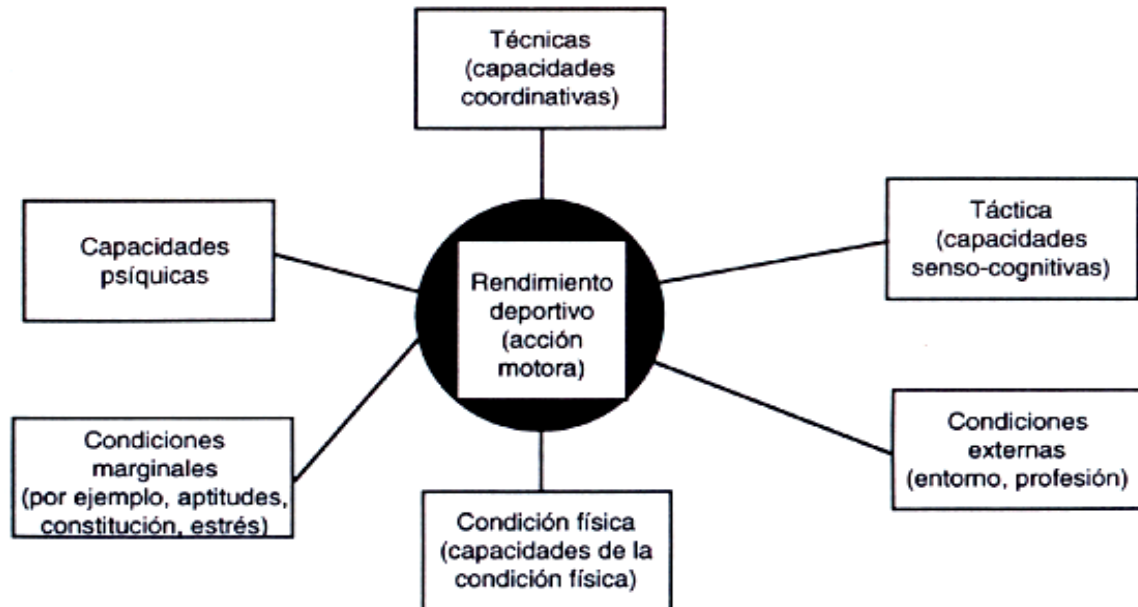 Técnicas
(capacidades
coordinativas)
Capacidades
psíquicas
Táctica
(capacidades
senso-cognitivas)
Rendimiento
deportivo
(acción
motora)
Condiciones
marginales
(por ejemplo, aptitudes,
constitución, estrés)
Condiciones
externas
(entorno, profesión)
Condición física
(capacidades de la
condición física)